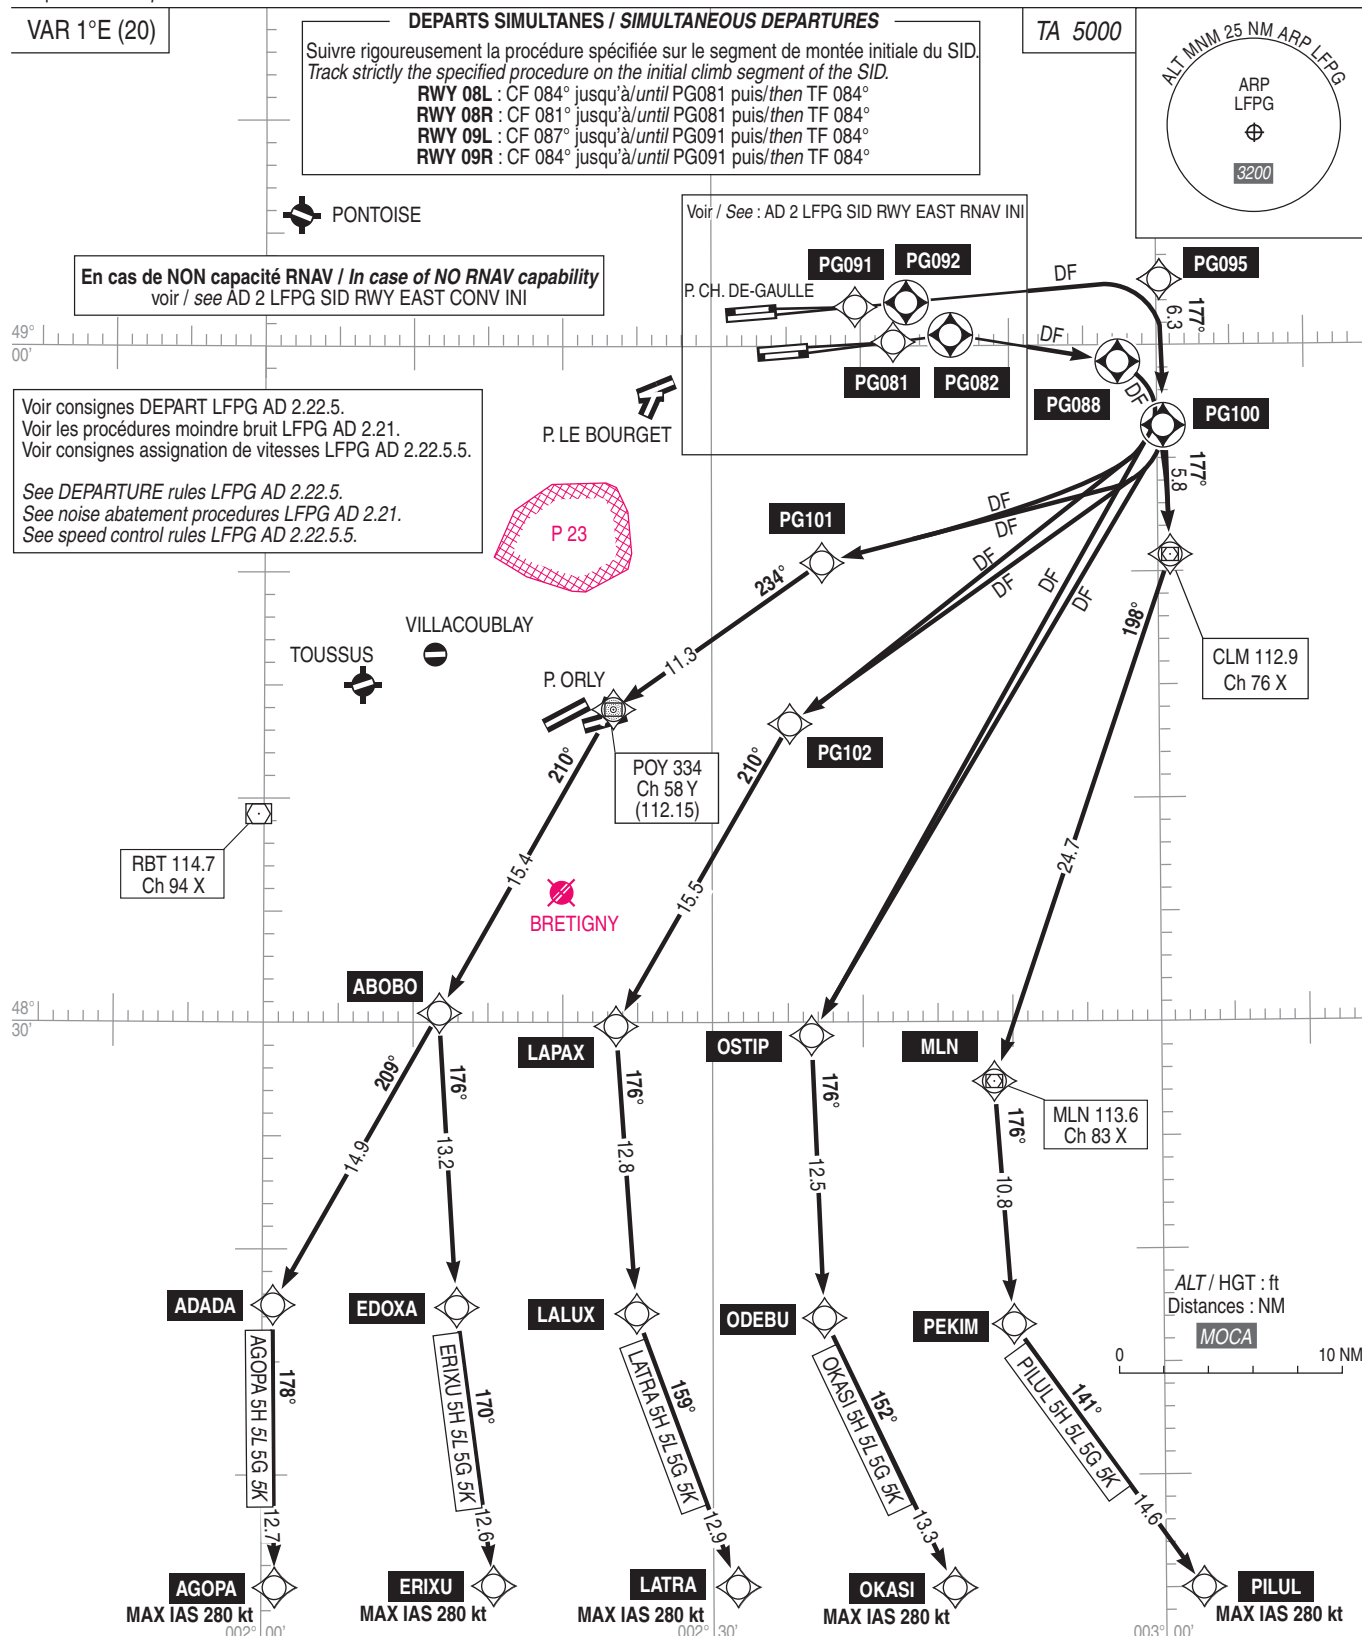 VAR 1°E (20)
DEPARTS SIMULTANES / SIMULTANEOUS DEPARTURES
Suivre rigoureusement la procédure spécifiée sur le segment de montée initiale du SID.
Track strictly the specified procedure on the initial climb segment of the SID.
RWY 08L : CF 084° jusqu'à/until PG081 puis/then TF 084°
RWY 08R : CF 081° jusqu'à/until PG081 puis/then TF 084°
RWY 09L : CF 087° jusqu'à/until PG091 puis/then TF 084°
RWY 09R : CF 084° jusqu'à/until PG091 puis/then TF 084°
TA 5000
ALT MNM 25 NM ARP LFPG
ARP
LFPG
3200
PONTOISE
Voir / See : AD 2 LFPG SID RWY EAST RNAV INI
En cas de NON capacité RNAV / In case of NO RNAV capability
voir / see AD 2 LFPG SID RWY EAST CONV INI
PG091
PG092
DF
PG095
P. CH. DE-GAULLE
177°
6.3
49°
00'
DF
PG081
PG082
PG088
DF
PG100
Voir consignes DEPART LFPG AD 2.22.5.
Voir les procédures moindre bruit LFPG AD 2.21.
Voir consignes assignation de vitesses LFPG AD 2.22.5.5.
See DEPARTURE rules LFPG AD 2.22.5.
See noise abatement procedures LFPG AD 2.21.
See speed control rules LFPG AD 2.22.5.5.
P. LE BOURGET
177°
5.8
P 23
PG101
DF
DF
DF
DF
DF
DF
234°
198°
VILLACOUBLAY
TOUSSUS
11.3
CLM 112.9
Ch 76 X
P. ORLY
PG102
210°
210°
POY 334
Ch 58 Y
(112.15)
RBT 114.7
Ch 94 X
15.4
15.5
24.7
BRETIGNY
ABOBO
48°
30'
LAPAX
OSTIP
MLN
209°
176°
176°
176°
176°
MLN 113.6
Ch 83 X
14.9
13.2
12.8
12.5
10.8
ALT / HGT : ft
Distances : NM
MOCA
0
10 NM
ADADA
EDOXA
LALUX
ODEBU
PEKIM
AGOPA 5H 5L 5G 5K
178°
ERIXU 5H 5L 5G 5K
170°
LATRA 5H 5L 5G 5K
159°
OKASI 5H 5L 5G 5K
152°
PILUL 5H 5L 5G 5K
141°
12.7
12.6
12.9
13.3
14.6
AGOPA
MAX IAS 280 kt
ERIXU
MAX IAS 280 kt
LATRA
MAX IAS 280 kt
OKASI
MAX IAS 280 kt
PILUL
MAX IAS 280 kt
002° 00'
002° 30'
003° 00'